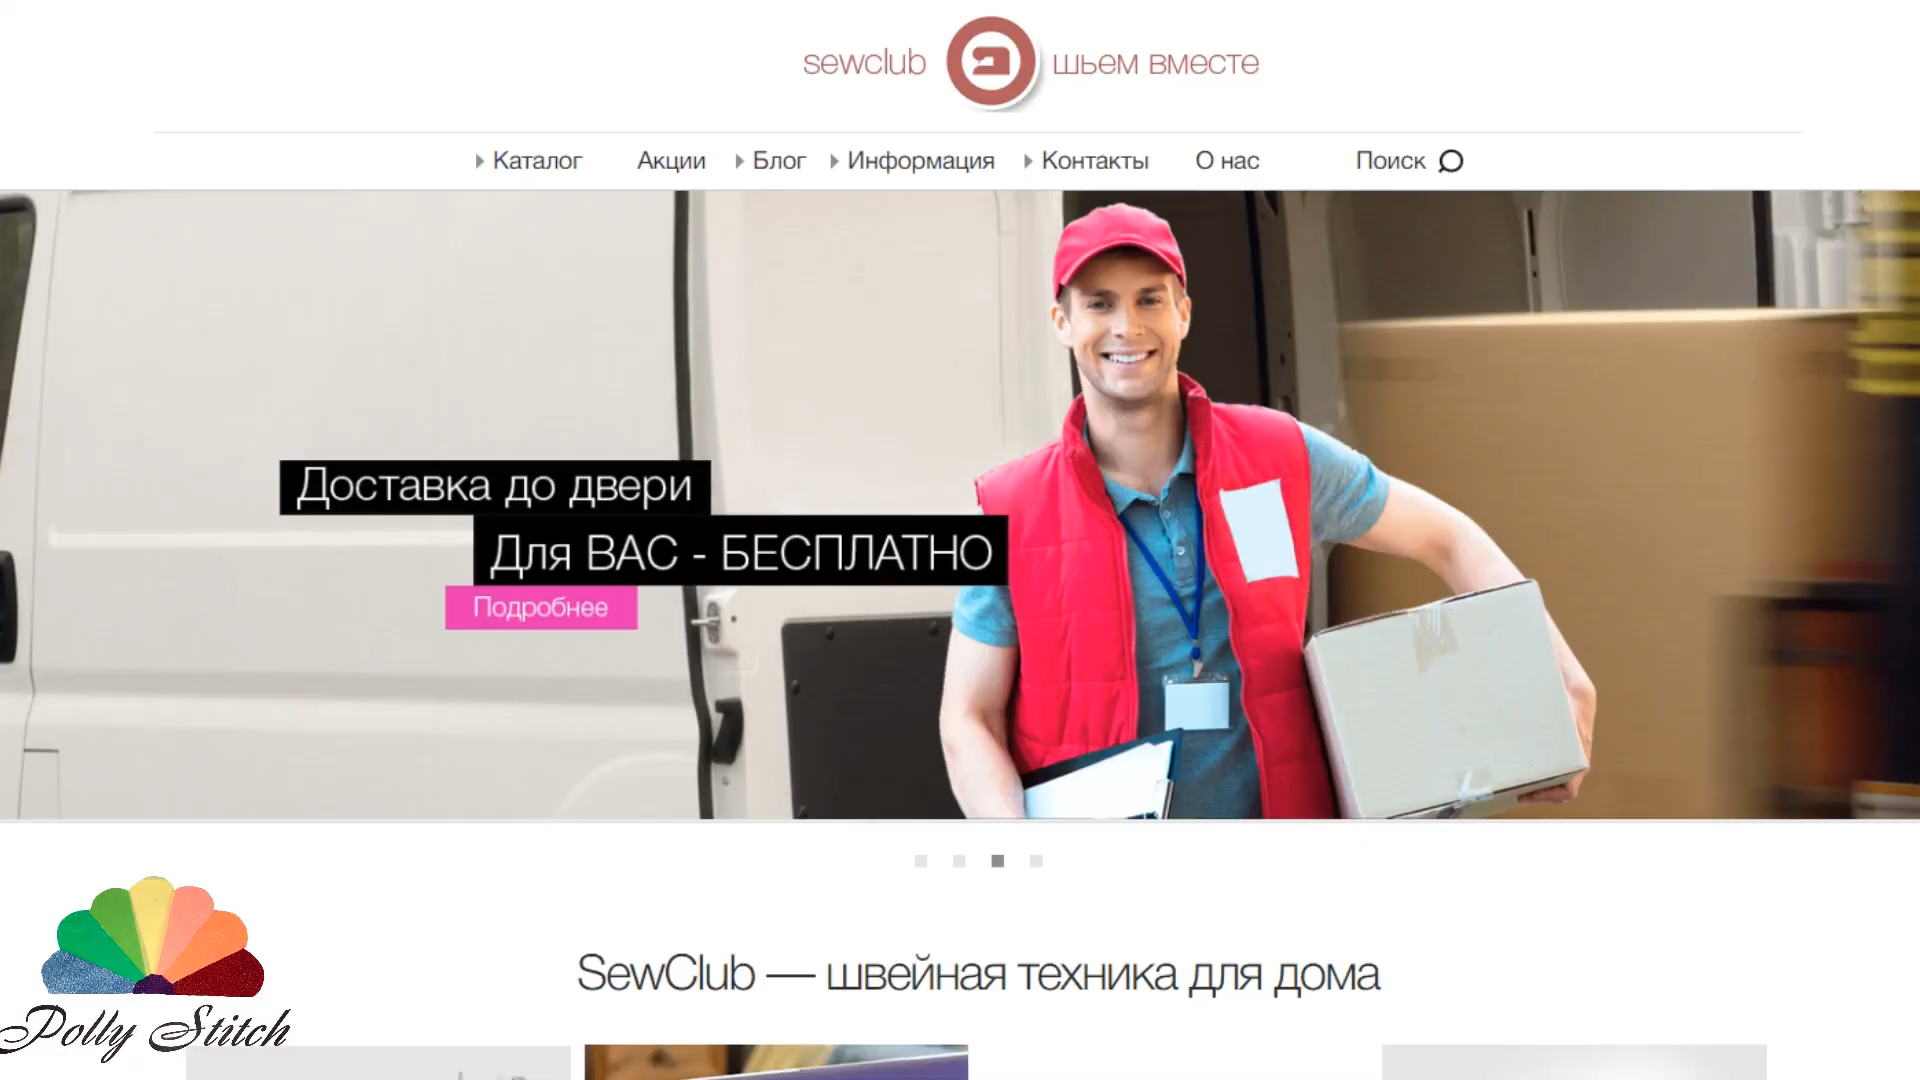 sewclub шьем вместе
Каталог Акции Блог Информация Контакты О нас Поиск
Доставка до двери
Для ВАС - БЕСПЛАТНО
Подробнее
SewClub — швейная техника для дома
Polly Stitch